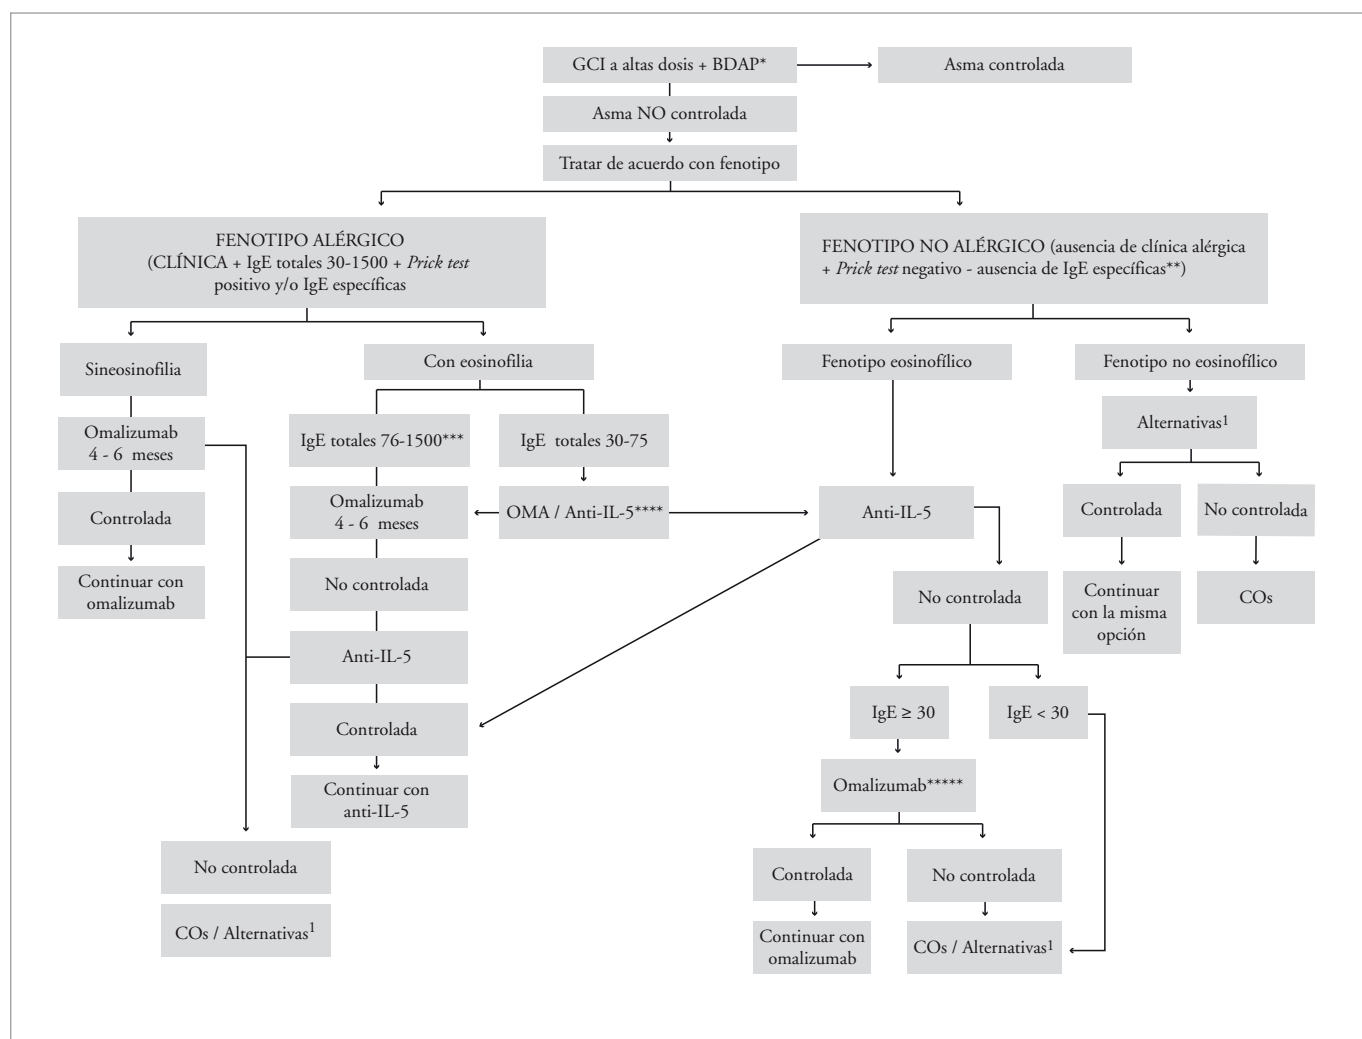 GCI a altas dosis + BDAP*
Asma controlada
Asma NO controlada
Tratar de acuerdo con fenotipo
FENOTIPO ALÉRGICO
(CLÍNICA + IgE totales 30-1500 + Prick test
positivo y/o IgE específicas
FENOTIPO NO ALÉRGICO (ausencia de clínica alérgica
+ Prick test negativo - ausencia de IgE específicas**)
Sineosinofilia
Con eosinofilia
Fenotipo eosinofílico
Fenotipo no eosinofílico
Omalizumab
4 - 6 meses
IgE totales 76-1500***
IgE totales 30-75
Alternativas¹
Controlada
Omalizumab
4 - 6 meses
OMA / Anti-IL-5****
Anti-IL-5
Controlada
No controlada
Continuar con
omalizumab
No controlada
No controlada
Continuar
con la misma
opción
COs
Anti-IL-5
Controlada
IgE ≥ 30
IgE < 30
Continuar con
anti-IL-5
Omalizumab*****
No controlada
Controlada
No controlada
COs / Alternativas¹
Continuar con
omalizumab
COs / Alternativas¹